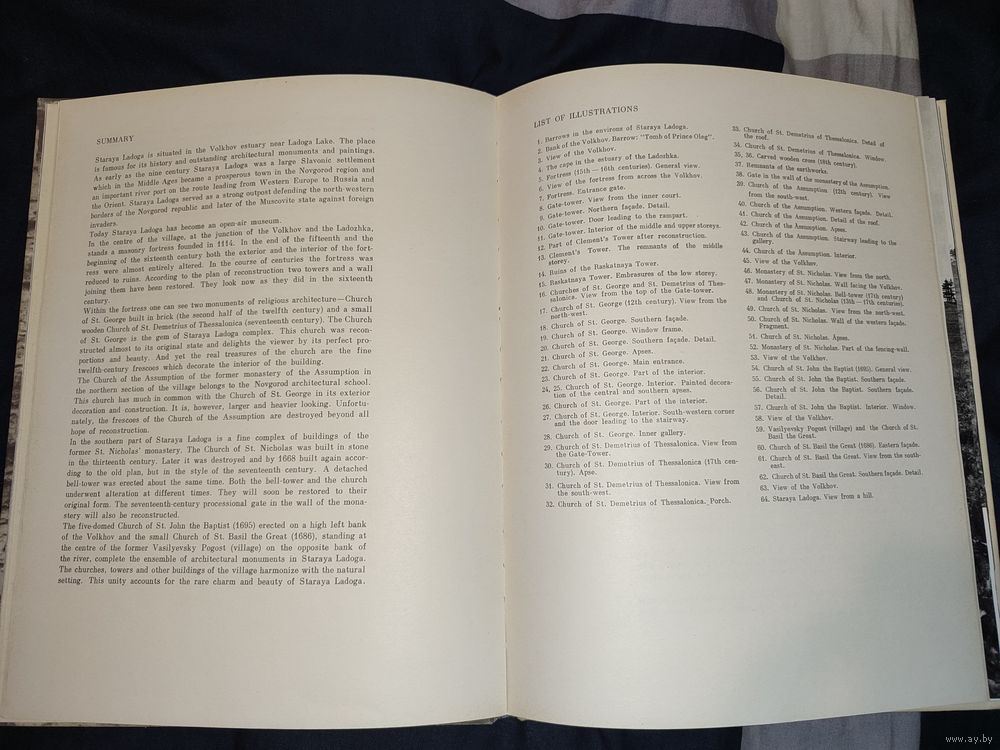 SUMMARY
Staraya Ladoga is situated in the Volkhov estuary near Ladoga Lake. The place
is famous for its history and outstanding architectural monuments and paintings.
As early as the nine century Staraya Ladoga was a large Slavonic settlement
which in the Middle Ages became a prosperous town in the Novgorod region and
an important river port on the route leading from Western Europe to Russia and
the Orient. Staraya Ladoga served as a strong outpost defending the north-western
borders of the Novgorod republic and later of the Muscovite state against foreign
invaders.
Today Staraya Ladoga has become an open-air museum.
In the centre of the village, at the junction of the Volkhov and the Ladozhka,
stands a masonry fortress founded in 1114. In the end of the fifteenth and the
beginning of the sixteenth century both the exterior and the interior of the fort-
ress were almost entirely altered. In the course of centuries the fortress was
reduced to ruins. According to the plan of reconstruction two towers and a wall
joining them have been restored. They look now as they did in the sixteenth
century.
Within the fortress one can see two monuments of religious architecture—Church
of St. George built in brick (the second half of the twelfth century) and a small
wooden Church of St. Demetrius of Thessalonica (seventeenth century). The Church
of St. George is the gem of Staraya Ladoga complex. This church was recon-
structed almost to its original state and delights the viewer by its perfect pro-
portions and beauty. And yet the real treasures of the church are the fine
twelfth-century frescoes which decorate the interior of the building.
The Church of the Assumption of the former monastery of the Assumption in
the northern section of the village belongs to the Novgorod architectural school.
This church has much in common with the Church of St. George in its exterior
decoration and construction. It is, however, larger and heavier looking. Unfortu-
nately, the frescoes of the Church of the Assumption are destroyed beyond all
hope of reconstruction.
In the southern part of Staraya Ladoga is a fine complex of buildings of the
former St. Nicholas' monastery. The Church of St. Nicholas was built in stone
in the thirteenth century. Later it was destroyed and by 1668 built again accor-
ding to the old plan, but in the style of the seventeenth century. A detached
bell-tower was erected about the same time. Both the bell-tower and the church
underwent alteration at different times. They will soon be restored to their
original form. The seventeenth-century processional gate in the wall of the mona-
stery will also be reconstructed.
The five-domed Church of St. John the Baptist (1695) erected on a high left bank
of the Volkhov and the small Church of St. Basil the Great (1686), standing at
the centre of the former Vasilyevsky Pogost (village) on the opposite bank of
the river, complete the ensemble of architectural monuments in Staraya Ladoga.
The churches, towers and other buildings of the village harmonize with the natural
setting. This unity accounts for the rare charm and beauty of Staraya Ladoga.
LIST OF ILLUSTRATIONS
1. Barrows in the environs of Staraya Ladoga.
2. Bank of the Volkhov. Barrow: "Tomb of Prince Oleg".
3. View of the Volkhov.
4. The cape in the estuary of the Ladozhka.
5. Fortress (15th—16th centuries). General view.
6. View of the fortress from across the Volkhov.
7. Fortress. Entrance gate.
8. Gate-tower. View from the inner court.
9. Gate-tower. Northern façade. Detail.
10. Gate-tower. Door leading to the rampart.
11. Gate-tower. Interior of the middle and upper storeys.
12. Part of Clement's Tower after reconstruction.
13. Clement's Tower. The remnants of the middle
storey.
14. Ruins of the Raskatnaya Tower.
15. Raskatnaya Tower. Embrasures of the low storey.
16. Churches of St. George and St. Demetrius of Thes-
salonica. View from the top of the Gate-tower.
17. Church of St. George (12th century). View from the
north-west.
18. Church of St. George. Southern façade.
19. Church of St. George. Window frame.
20. Church of St. George. Southern façade. Detail.
21. Church of St. George. Apses.
22. Church of St. George. Main entrance.
23. Church of St. George. Part of the interior.
24, 25. Church of St. George. Interior. Painted decora-
tion of the central and southern apses.
26. Church of St. George. Part of the interior.
27. Church of St. George. Interior. South-western corner
and the door leading to the stairway.
28. Church of St. George. Inner gallery.
29. Church of St. Demetrius of Thessalonica. View from
the Gate-Tower.
30. Church of St. Demetrius of Thessalonica (17th cen-
tury). Apse.
31. Church of St. Demetrius of Thessalonica. View from
the south-west.
32. Church of St. Demetrius of Thessalonica. Porch.
33. Church of St. Demetrius of Thessalonica. Detail of
the roof.
34. Church of St. Demetrius of Thessalonica. Window.
35, 36. Carved wooden cross (18th century).
37. Remnants of the earthworks.
38. Gate in the wall of the monastery of the Assumption.
39. Church of the Assumption (12th century). View
from the south-west.
40. Church of the Assumption. Western façade. Detail.
41. Church of the Assumption. Detail of the roof.
42. Church of the Assumption. Apses.
43. Church of the Assumption. Stairway leading to the
gallery.
44. Church of the Assumption. Interior.
45. View of the Volkhov.
46. Monastery of St. Nicholas. View from the north.
47. Monastery of St. Nicholas. Wall facing the Volkhov.
48. Monastery of St. Nicholas. Bell-tower (17th century)
and Church of St. Nicholas (13th—17th centuries).
49. Church of St. Nicholas. View from the north-west.
50. Church of St. Nicholas. Wall of the western façade.
Fragment.
51. Church of St. Nicholas. Apses.
52. Monastery of St. Nicholas. Part of the fencing-wall.
53. View of the Volkhov.
54. Church of St. John the Baptist (1695). General view.
55. Church of St. John the Baptist. Southern façade.
56. Church of St. John the Baptist. Southern façade.
Detail.
57. Church of St. John the Baptist. Interior. Window.
58. View of the Volkhov.
59. Vasilyevsky Pogost (village) and the Church of St.
Basil the Great.
60. Church of St. Basil the Great (1686). Eastern façade.
61. Church of St. Basil the Great. View from the south-
east.
62. Church of St. Basil the Great. Southern façade. Detail.
63. View of the Volkhov.
64. Staraya Ladoga. View from a hill.
www.ay.by